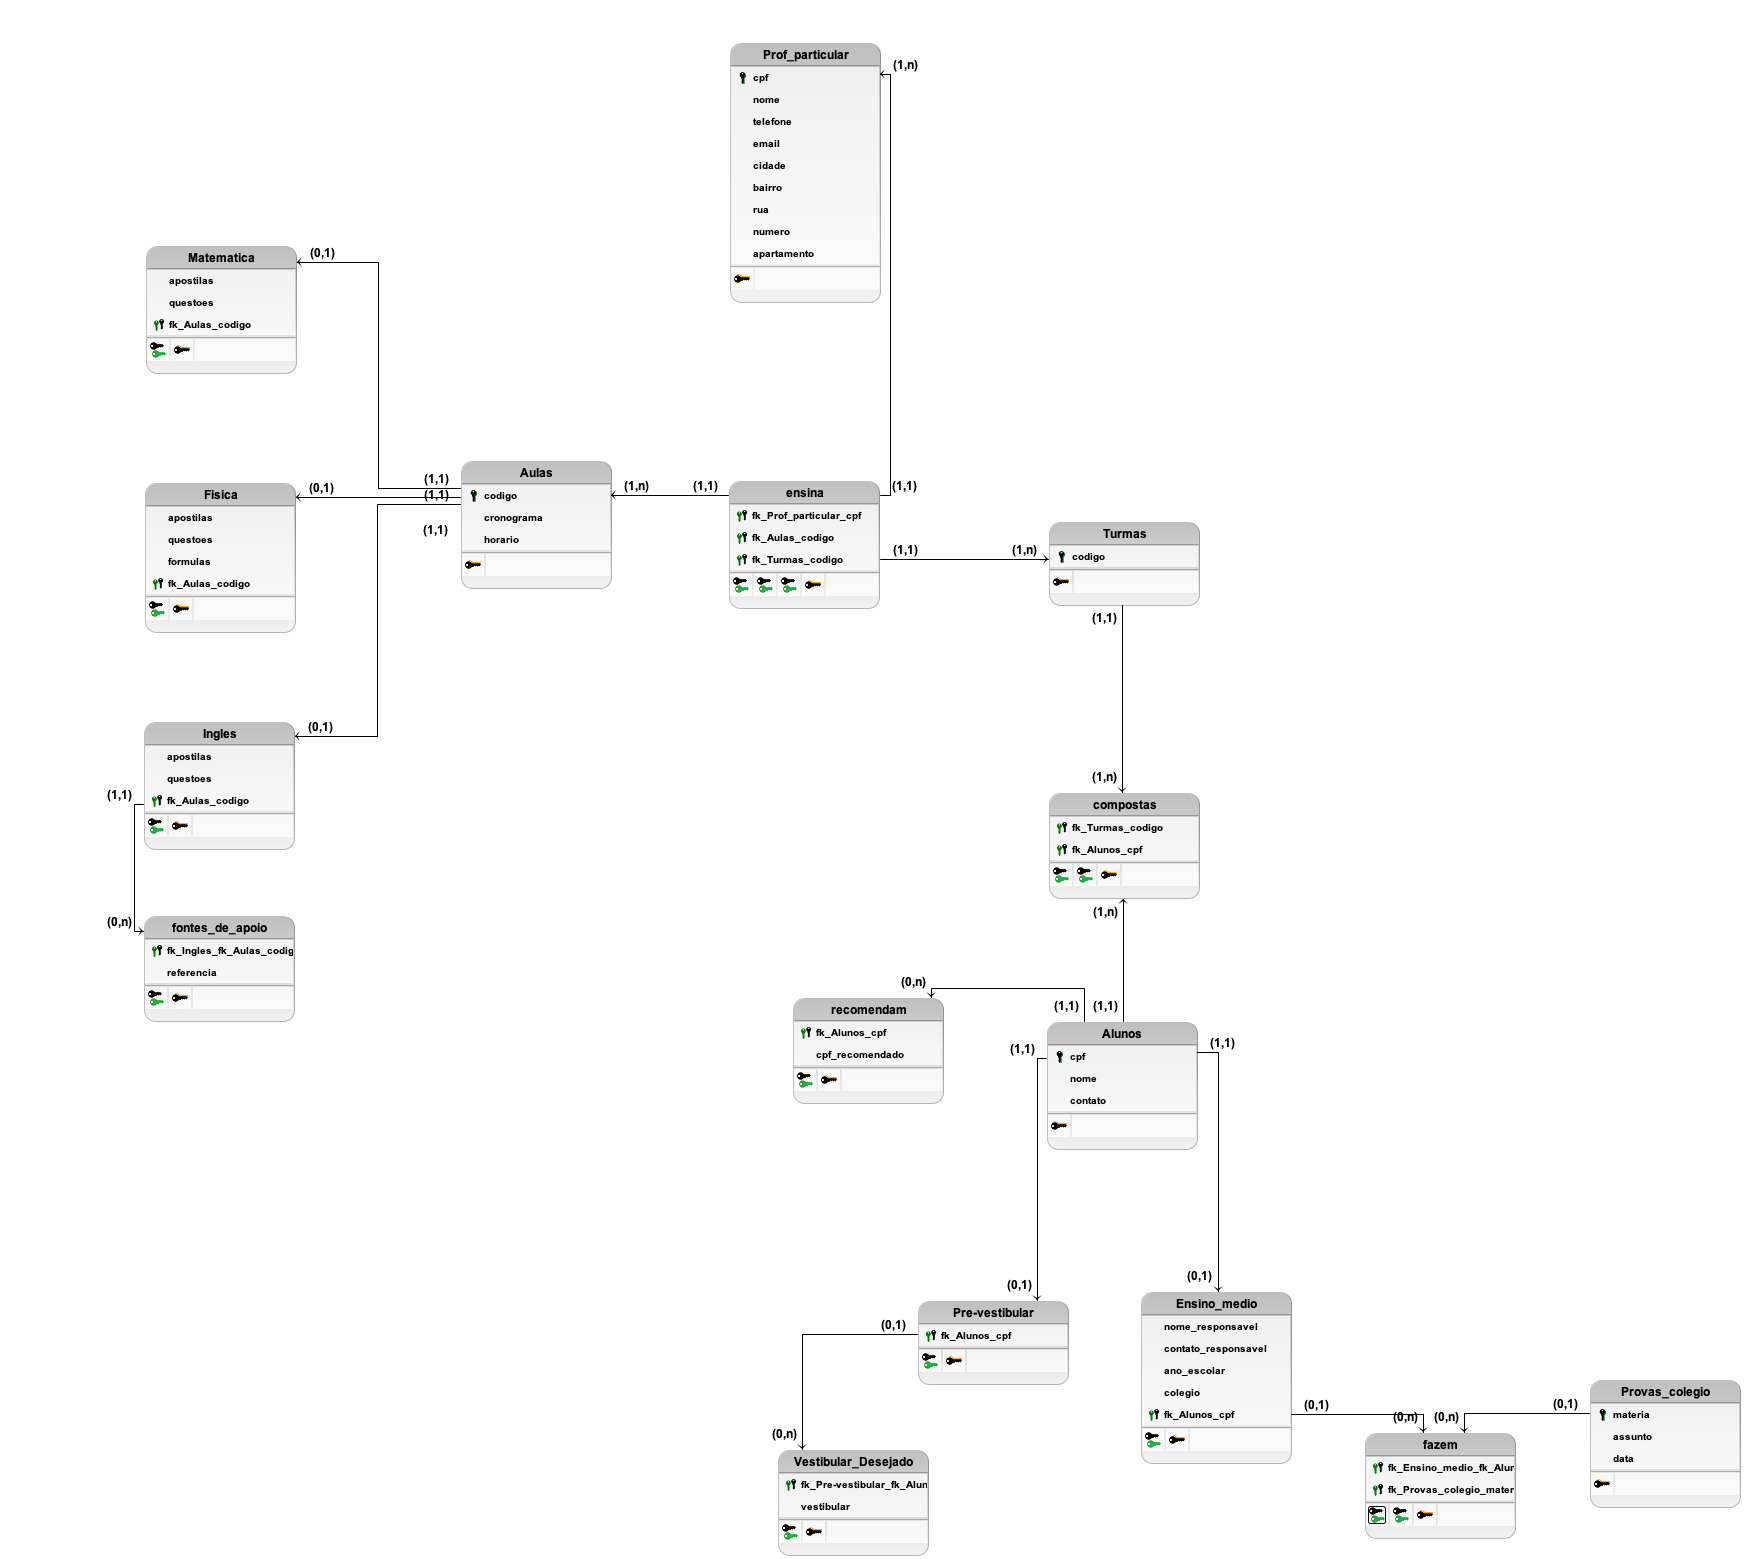 Prof_particular
(1,n)
cpf
nome
telefone
email
cidade
bairro
rua
numero
apartamento
Matematica
(0,1)
apostilas
questoes
fk_Aulas_codigo
Fisica
(0,1)
apostilas
questoes
formulas
fk_Aulas_codigo
(1,1)
(1,1)
(1,1)
Aulas
codigo
cronograma
horario
(1,n)
(1,1)
ensina
(1,1)
fk_Prof_particular_cpf
fk_Aulas_codigo
fk_Turmas_codigo
(1,1)
(1,n)
Turmas
codigo
(1,1)
Ingles
(0,1)
apostilas
questoes
fk_Aulas_codigo
(1,1)
(0,n)
fontes_de_apoio
fk_Ingles_fk_Aulas_codig
referencia
(1,n)
compostas
fk_Turmas_codigo
fk_Alunos_cpf
(1,n)
(0,n)
recomendam
fk_Alunos_cpf
cpf_recomendado
(1,1)
(1,1)
(1,1)
Alunos
(1,1)
cpf
nome
contato
(0,1)
Pre-vestibular
fk_Alunos_cpf
(0,1)
(0,n)
Vestibular_Desejado
fk_Pre-vestibular_fk_Alun
vestibular
(0,1)
Ensino_medio
nome_responsavel
contato_responsavel
ano_escolar
colegio
fk_Alunos_cpf
(0,1)
(0,n)
(0,n)
(0,1)
fazem
fk_Ensino_medio_fk_Alur
fk_Provas_colegio_mater
Provas_colegio
materia
assunto
data